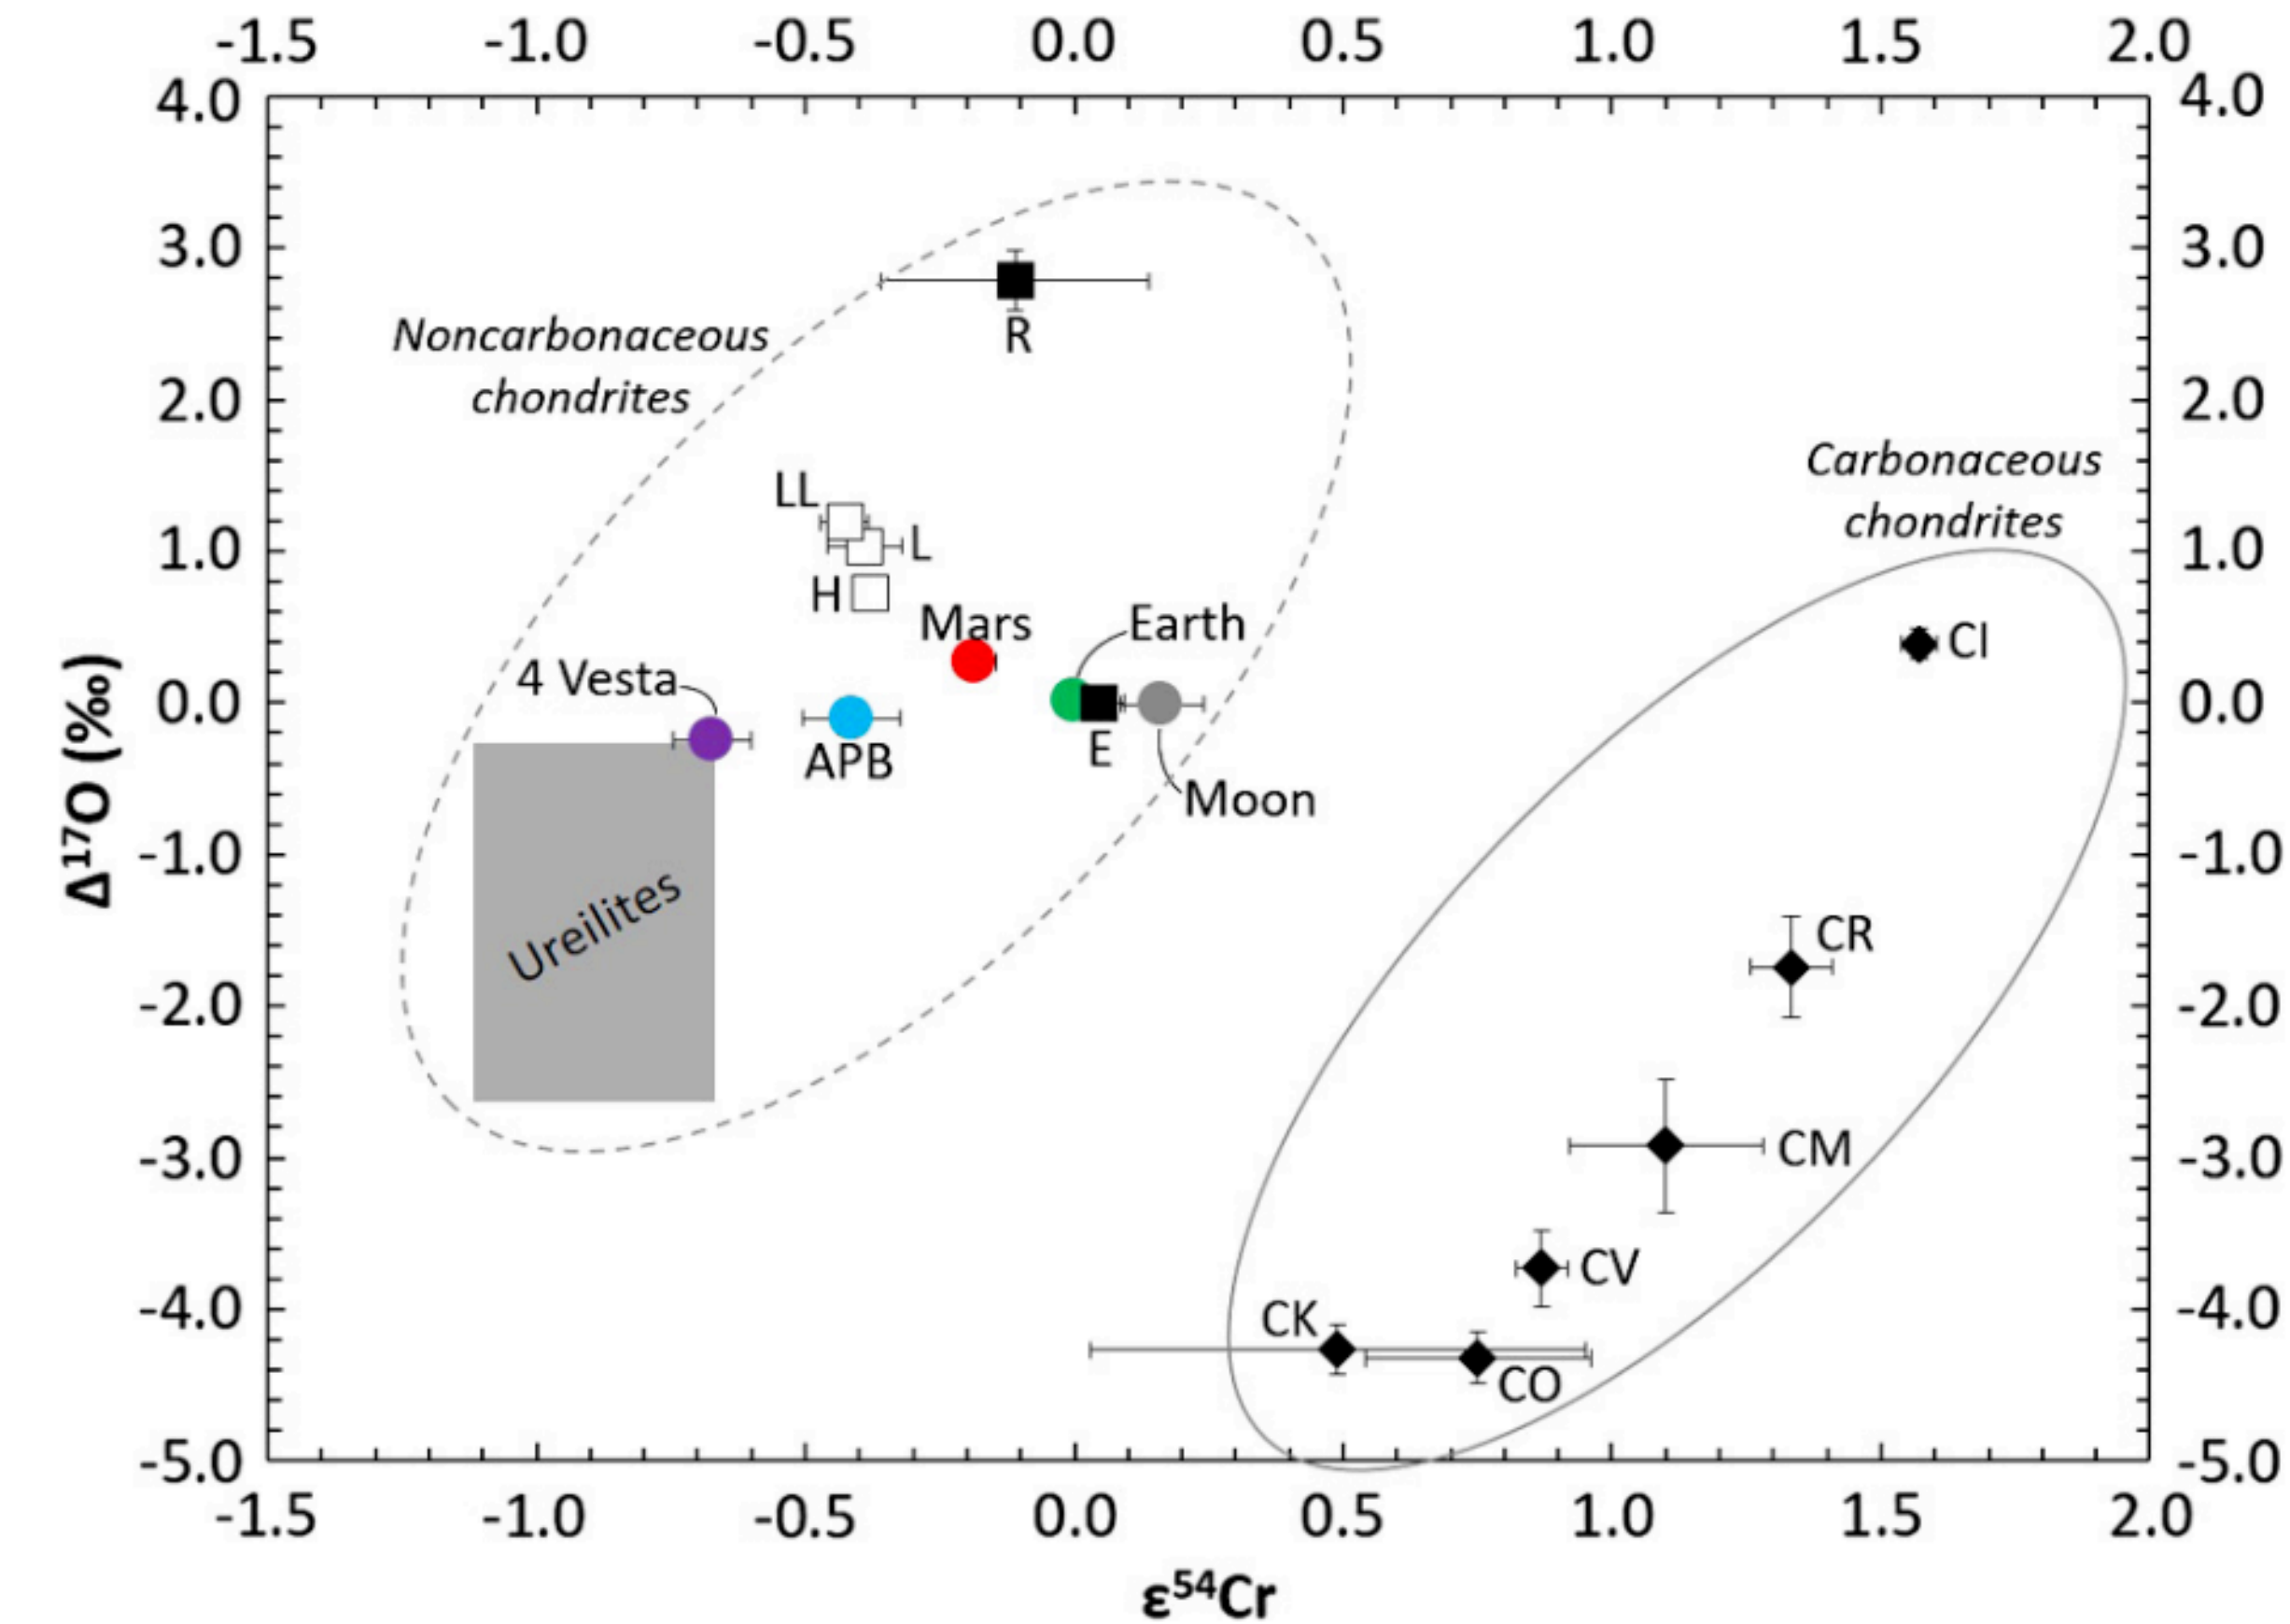 -1.5 -1.0 -0.5 0.0 0.5 1.0 1.5 2.0
4.0 4.0
3.0 3.0
R
Noncarbonaceous
chondrites
2.0 2.0
Carbonaceous
chondrites
LL
1.0 L 1.0
H
Mars Earth
CI
4 Vesta
0.0 0.0
APB E
Moon
Δ¹⁷O (‰)
-1.0 -1.0
Ureilites
CR
-2.0 -2.0
-3.0 CM -3.0
CV
-4.0 CK -4.0
CO
-5.0 -5.0
-1.5 -1.0 -0.5 0.0 0.5 1.0 1.5 2.0
ε⁵⁴Cr